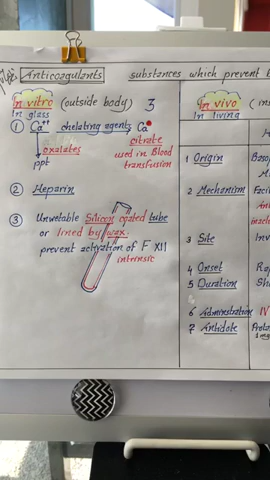 Anticoagulants substances which prevent
In vitro (outside body) 3
In glass
1 Ca++ chelating agents Ca
oxalates citrate
used in Blood
ppt transfusion
2 Heparin
3 Unwetable Silicon coated tube
or lined by wax.
prevent activation of F XII
intrinsic
In vivo (in
In living
1 Origin
2 Mechanism
3 Site
4 Onset
5 Duration
6 Administration IV
7 Antidote